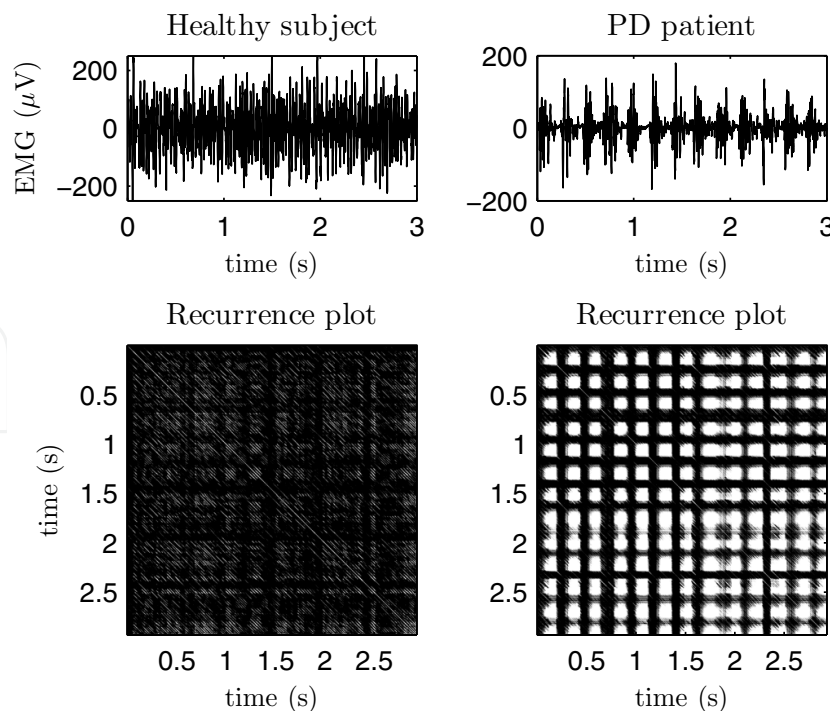 Healthy subject
PD patient
EMG (μV)
200
0
−200
0 1 2 3
time (s)
200
0
−200
0 1 2 3
time (s)
Recurrence plot
Recurrence plot
time (s)
0.5
1
1.5
2
2.5
0.5 1 1.5 2 2.5
time (s)
0.5
1
1.5
2
2.5
0.5 1 1.5 2 2.5
time (s)